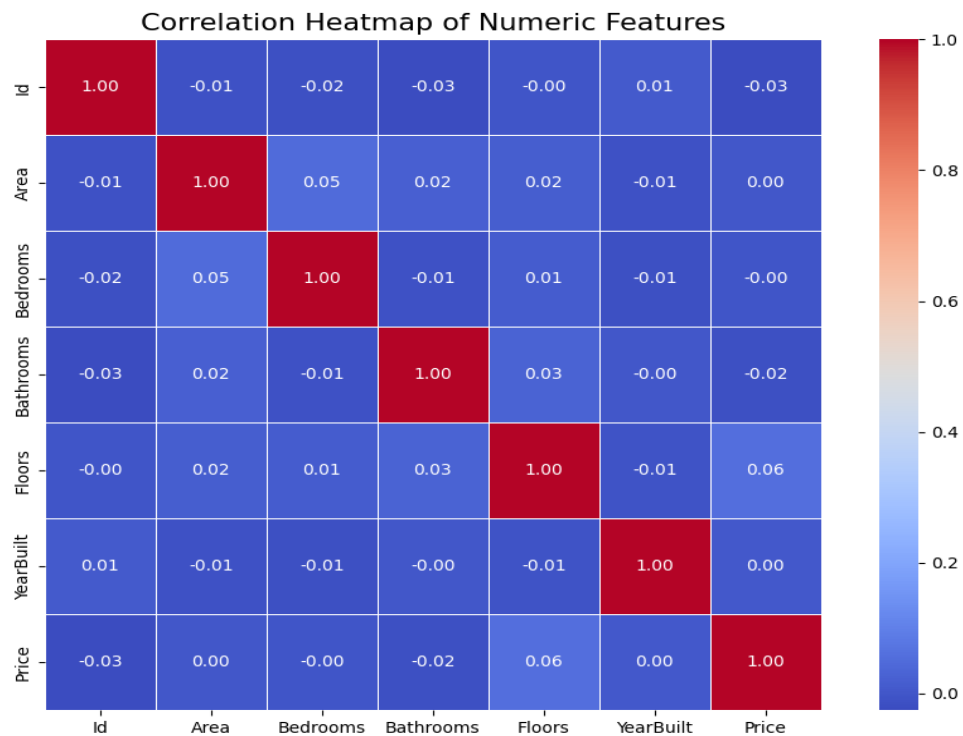 Correlation Heatmap of Numeric Features
Id 1.00 -0.01 -0.02 -0.03 -0.00 0.01 -0.03
Area -0.01 1.00 0.05 0.02 0.02 -0.01 0.00
Bedrooms -0.02 0.05 1.00 -0.01 0.01 -0.01 -0.00
Bathrooms -0.03 0.02 -0.01 1.00 0.03 -0.00 -0.02
Floors -0.00 0.02 0.01 0.03 1.00 -0.01 0.06
YearBuilt 0.01 -0.01 -0.01 -0.00 -0.01 1.00 0.00
Price -0.03 0.00 -0.00 -0.02 0.06 0.00 1.00
Id Area Bedrooms Bathrooms Floors YearBuilt Price
1.0
0.8
0.6
0.4
0.2
0.0